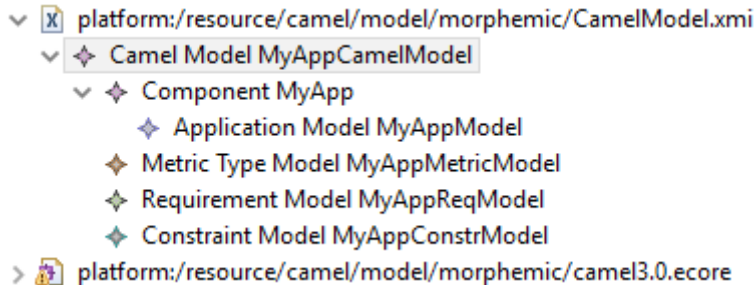 platform:/resource/camel/model/morphemic/CamelModel.xmi
Camel Model MyAppCamelModel
Component MyApp
Application Model MyAppModel
Metric Type Model MyAppMetricModel
Requirement Model MyAppReqModel
Constraint Model MyAppConstrModel
platform:/resource/camel/model/morphemic/camel3.0.ecore